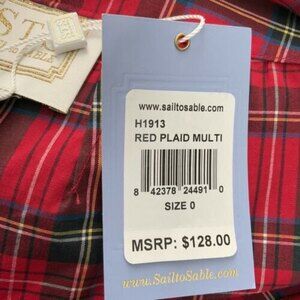 www.sailtosable.com
H1913
RED PLAID MULTI
8 42378 24491 0
SIZE 0
MSRP: $128.00
www.SailtoSable.com